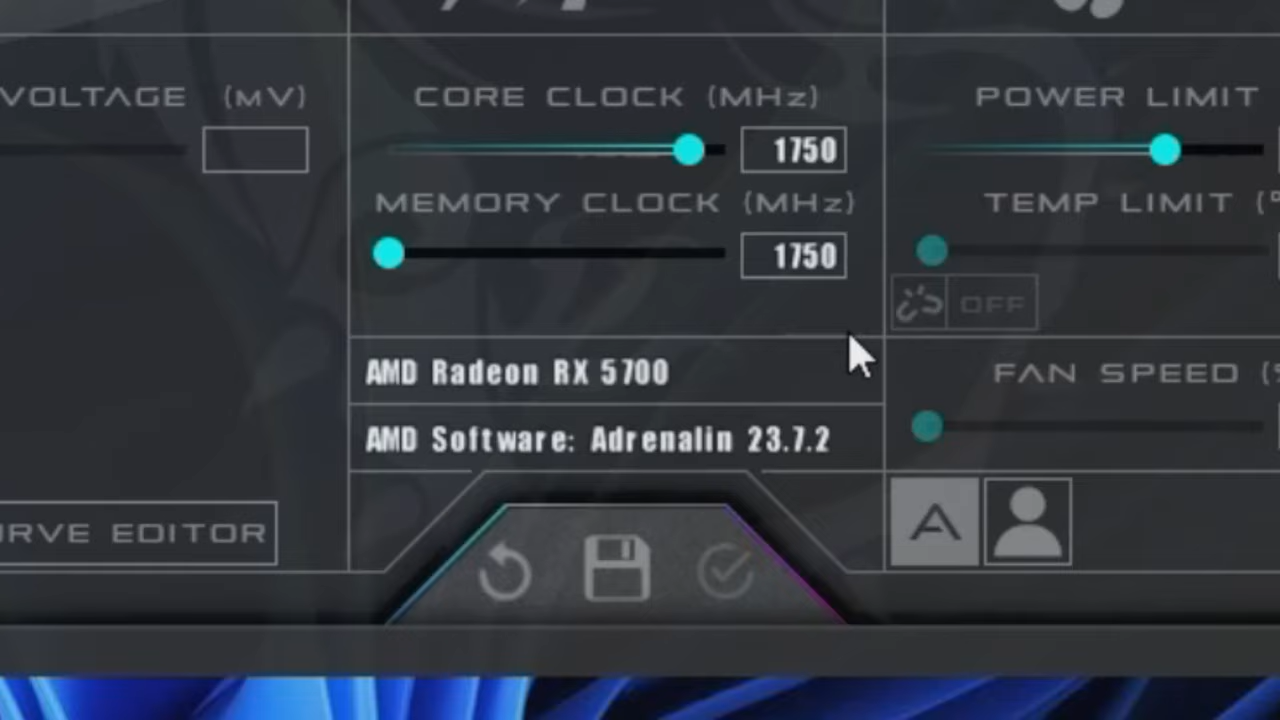 VOLTAGE (MV)
CORE CLOCK (MHz)
1750
MEMORY CLOCK (MHz)
1750
POWER LIMIT
TEMP LIMIT (°
OFF
AMD Radeon RX 5700
AMD Software: Adrenalin 23.7.2
FAN SPEED (%
URVE EDITOR
A